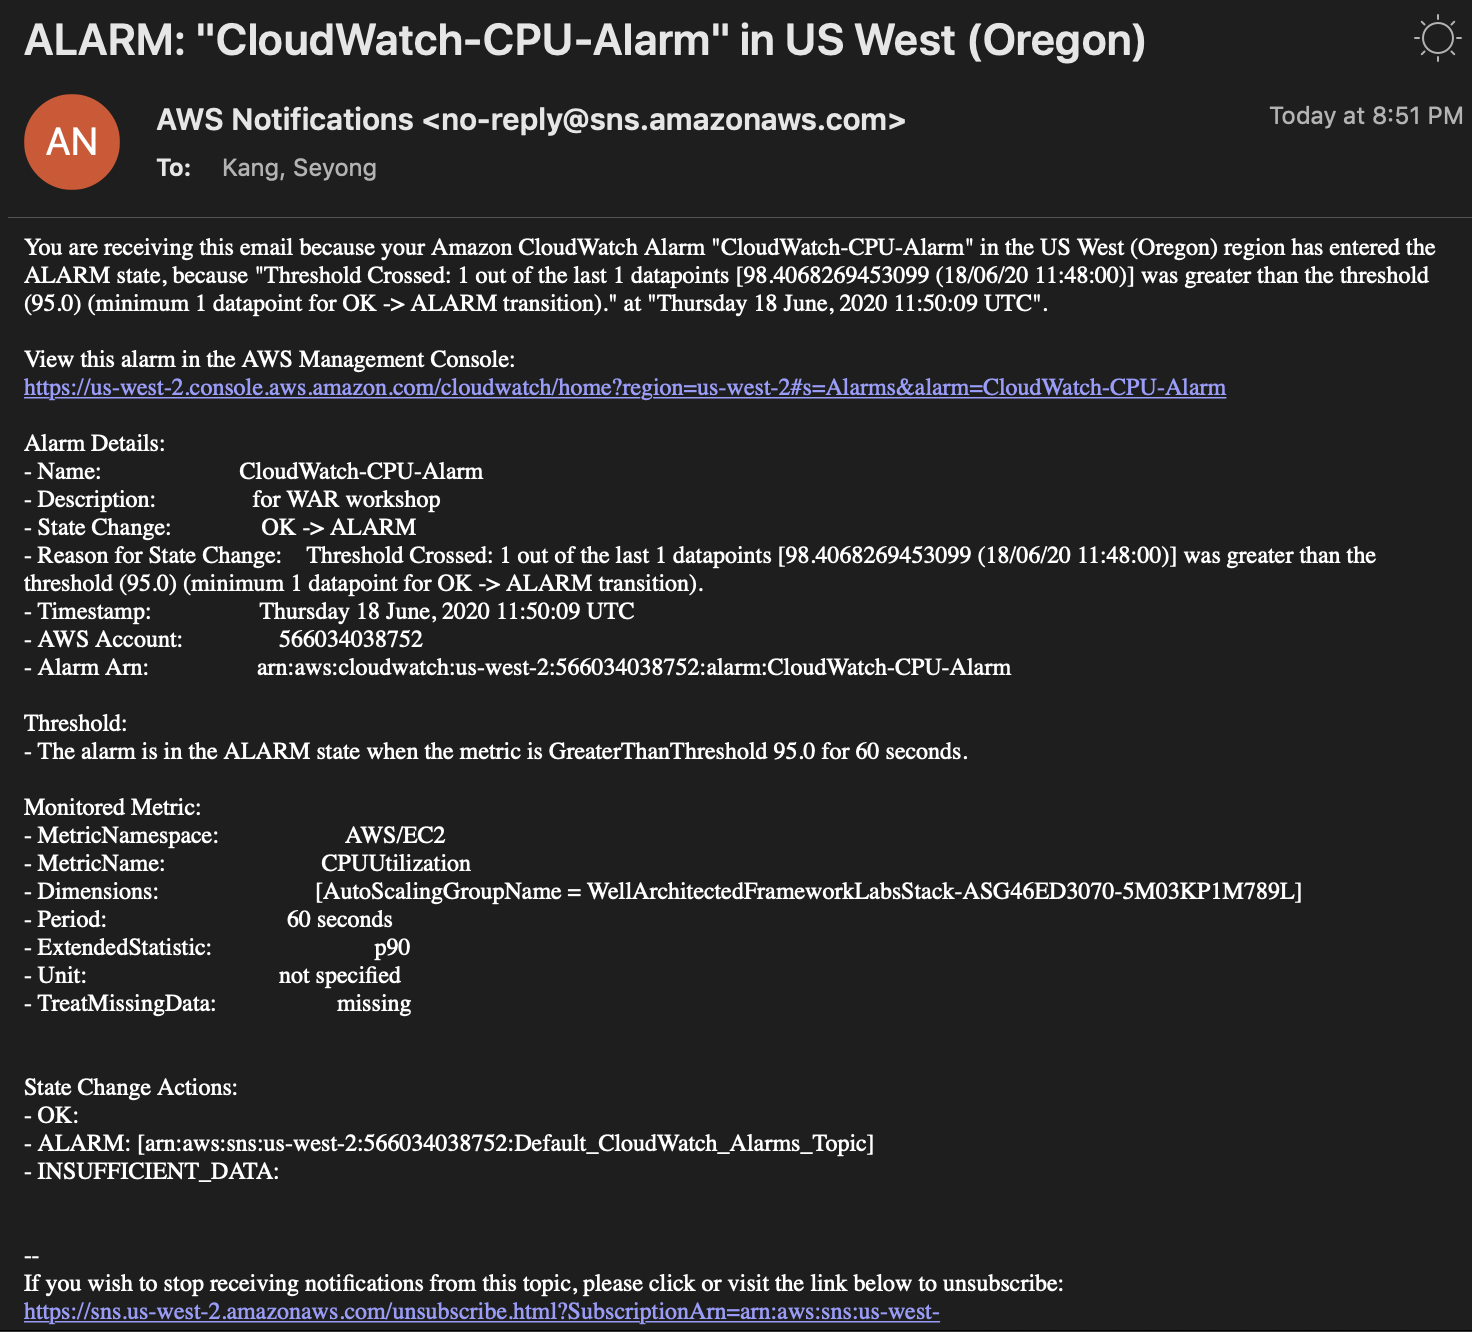 ALARM: "CloudWatch-CPU-Alarm" in US West (Oregon)
AN
AWS Notifications <no-reply@sns.amazonaws.com>
Today at 8:51 PM
To: Kang, Seyong
You are receiving this email because your Amazon CloudWatch Alarm "CloudWatch-CPU-Alarm" in the US West (Oregon) region has entered the
ALARM state, because "Threshold Crossed: 1 out of the last 1 datapoints [98.4068269453099 (18/06/20 11:48:00)] was greater than the threshold
(95.0) (minimum 1 datapoint for OK -> ALARM transition)." at "Thursday 18 June, 2020 11:50:09 UTC".
View this alarm in the AWS Management Console:
https://us-west-2.console.aws.amazon.com/cloudwatch/home?region=us-west-2#s=Alarms&alarm=CloudWatch-CPU-Alarm
Alarm Details:
- Name: CloudWatch-CPU-Alarm
- Description: for WAR workshop
- State Change: OK -> ALARM
- Reason for State Change: Threshold Crossed: 1 out of the last 1 datapoints [98.4068269453099 (18/06/20 11:48:00)] was greater than the
threshold (95.0) (minimum 1 datapoint for OK -> ALARM transition).
- Timestamp: Thursday 18 June, 2020 11:50:09 UTC
- AWS Account: 566034038752
- Alarm Arn: arn:aws:cloudwatch:us-west-2:566034038752:alarm:CloudWatch-CPU-Alarm
Threshold:
- The alarm is in the ALARM state when the metric is GreaterThanThreshold 95.0 for 60 seconds.
Monitored Metric:
- MetricNamespace: AWS/EC2
- MetricName: CPUUtilization
- Dimensions: [AutoScalingGroupName = WellArchitectedFrameworkLabsStack-ASG46ED3070-5M03KP1M789L]
- Period: 60 seconds
- ExtendedStatistic: p90
- Unit: not specified
- TreatMissingData: missing
State Change Actions:
- OK:
- ALARM: [arn:aws:sns:us-west-2:566034038752:Default_CloudWatch_Alarms_Topic]
- INSUFFICIENT_DATA:
--
If you wish to stop receiving notifications from this topic, please click or visit the link below to unsubscribe:
https://sns.us-west-2.amazonaws.com/unsubscribe.html?SubscriptionArn=arn:aws:sns:us-west-